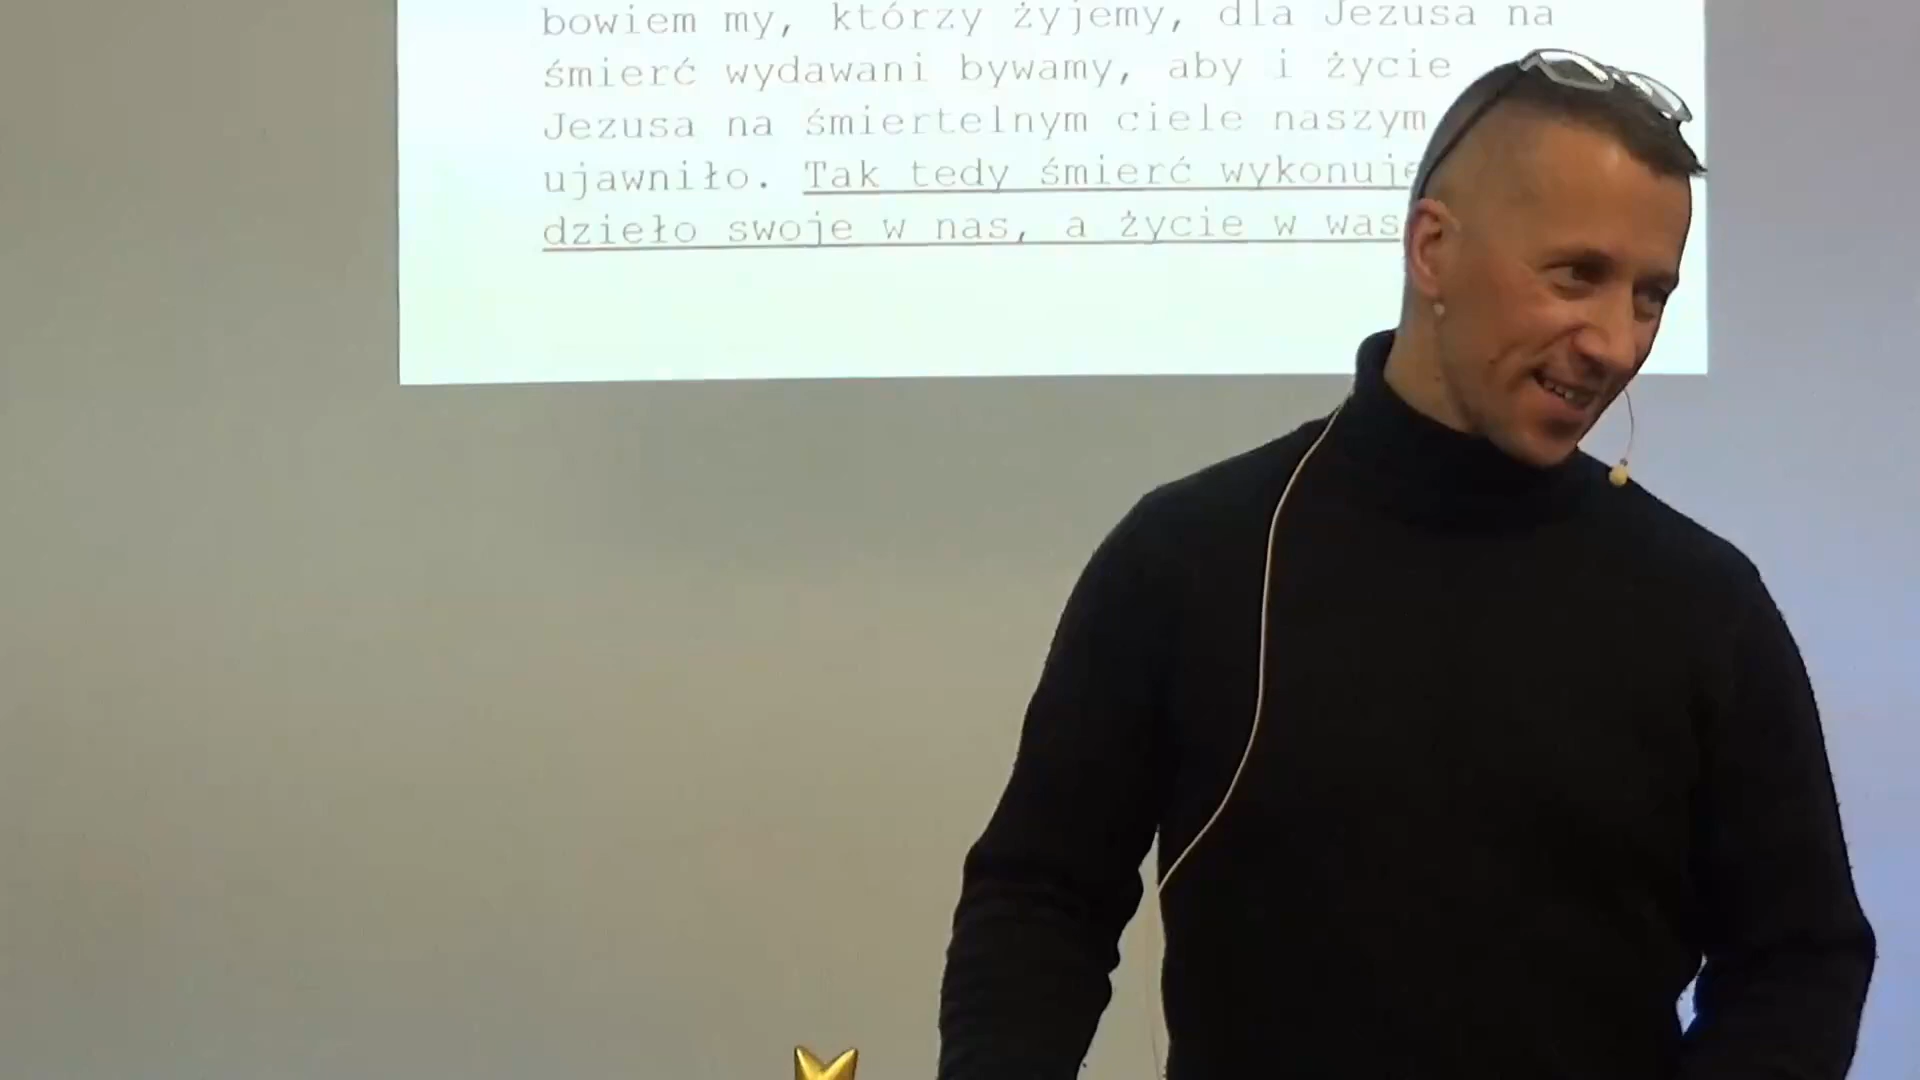 bowiem my, którzy żyjemy, dla Jezusa na
śmierć wydawani bywamy, aby i życie
Jezusa na śmiertelnym ciele naszym
ujawniło. Tak tedy śmierć wykonuje
dzieło swoje w nas, a życie w was